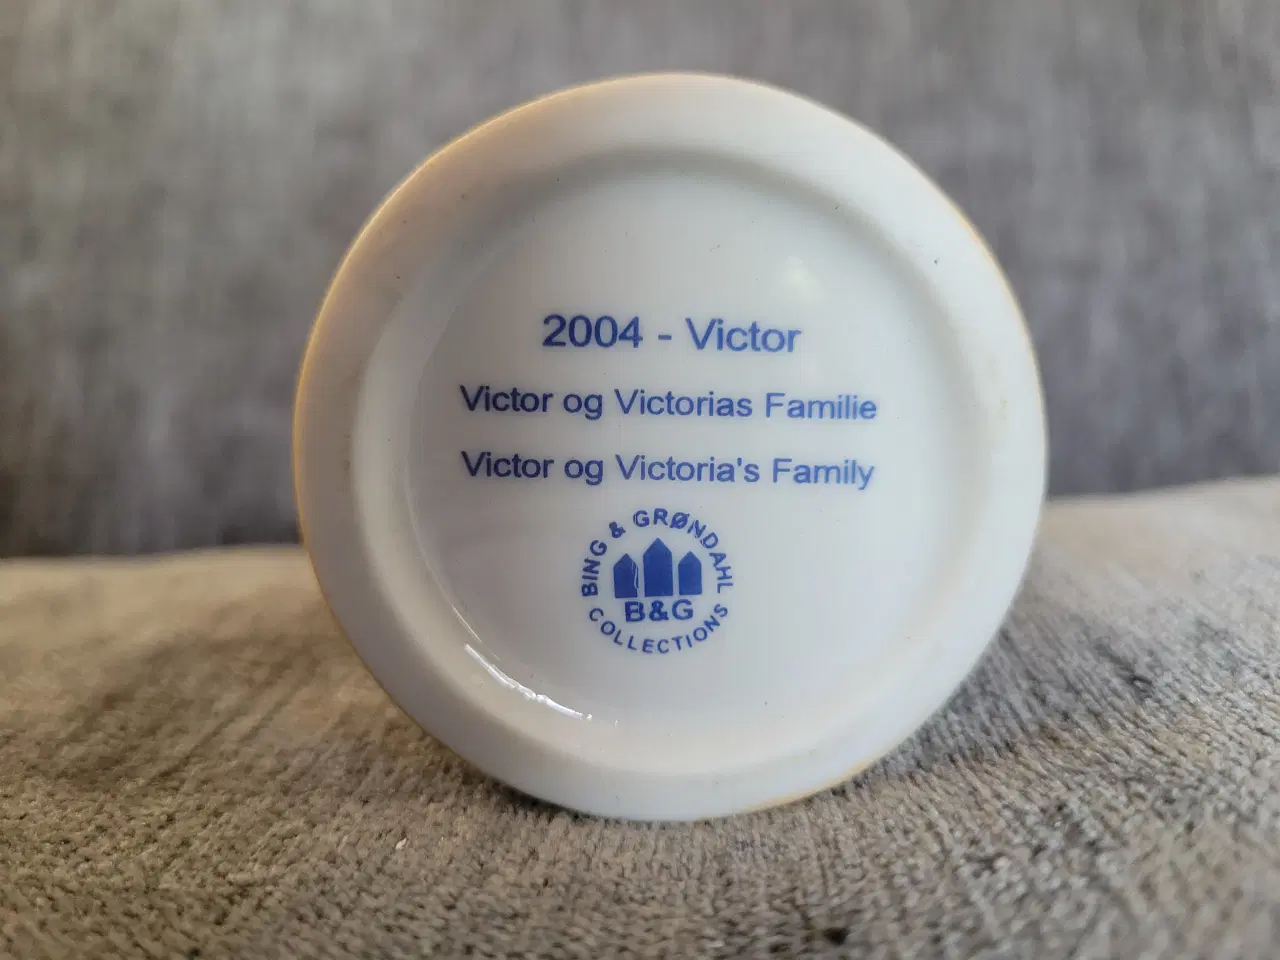 2004 - Victor
Victor og Victorias Familie
Victor og Victoria's Family
BING & GRØNDAHL
B&G
COLLECTIONS